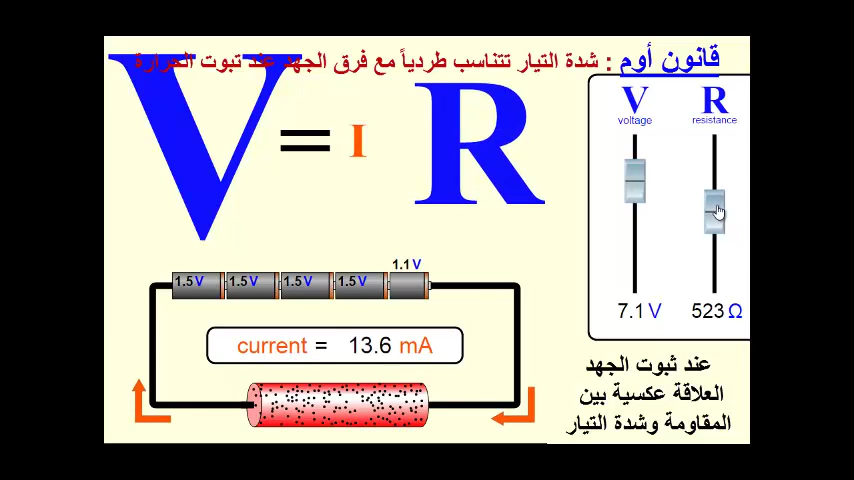 قانون أوم : شدة التيار تتناسب طردياً مع فرق الجهد عند ثبوت الحرارة
V = I R
V R
voltage resistance
7.1 V 523 Ω
1.5 V 1.5 V 1.5 V 1.5 V 1.1 V
current = 13.6 mA
عند ثبوت الجهد
العلاقة عكسية بين
المقاومة وشدة التيار